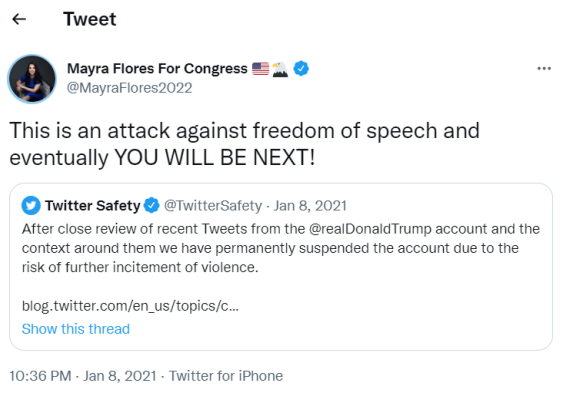 Tweet
Mayra Flores For Congress 🇺🇸🦅
@MayraFlores2022
This is an attack against freedom of speech and
eventually YOU WILL BE NEXT!
Twitter Safety @TwitterSafety · Jan 8, 2021
After close review of recent Tweets from the @realDonaldTrump account and the
context around them we have permanently suspended the account due to the
risk of further incitement of violence.
blog.twitter.com/en_us/topics/c...
Show this thread
10:36 PM · Jan 8, 2021 · Twitter for iPhone